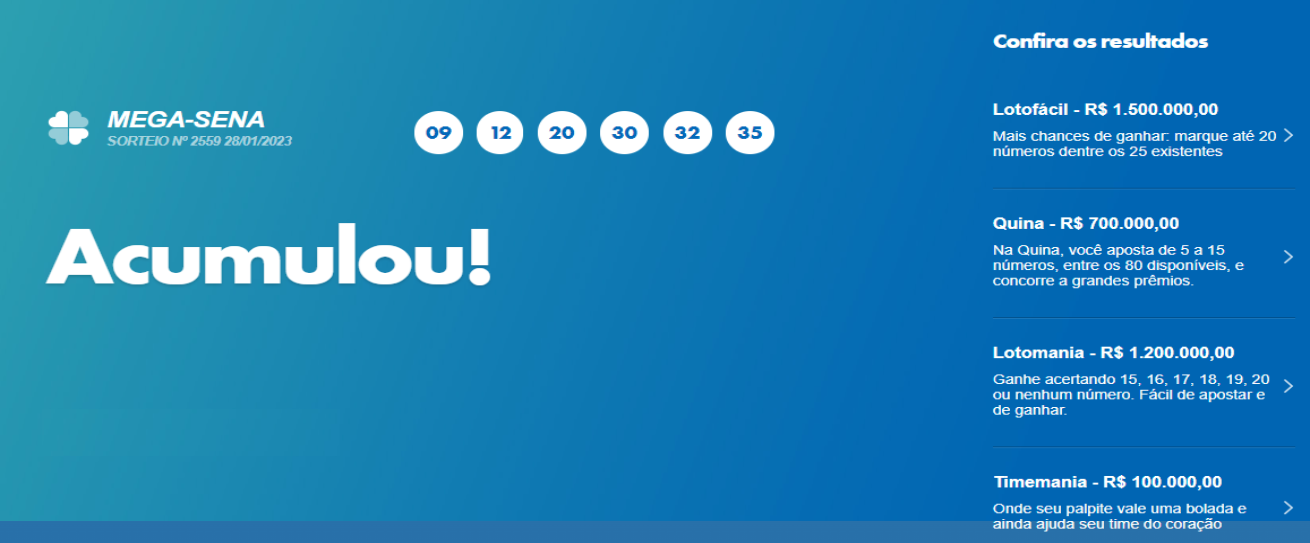 MEGA-SENA
SORTEIO Nº 2559 28/01/2023
09 12 20 30 32 35
Acumulou!
Confira os resultados
Lotofácil - R$ 1.500.000,00
Mais chances de ganhar: marque até 20
números dentre os 25 existentes
Quina - R$ 700.000,00
Na Quina, você aposta de 5 a 15
números, entre os 80 disponíveis, e
concorre a grandes prêmios.
Lotomania - R$ 1.200.000,00
Ganhe acertando 15, 16, 17, 18, 19, 20
ou nenhum número. Fácil de apostar e
de ganhar.
Timemania - R$ 100.000,00
Onde seu palpite vale uma bolada e
ainda ajuda seu time do coração